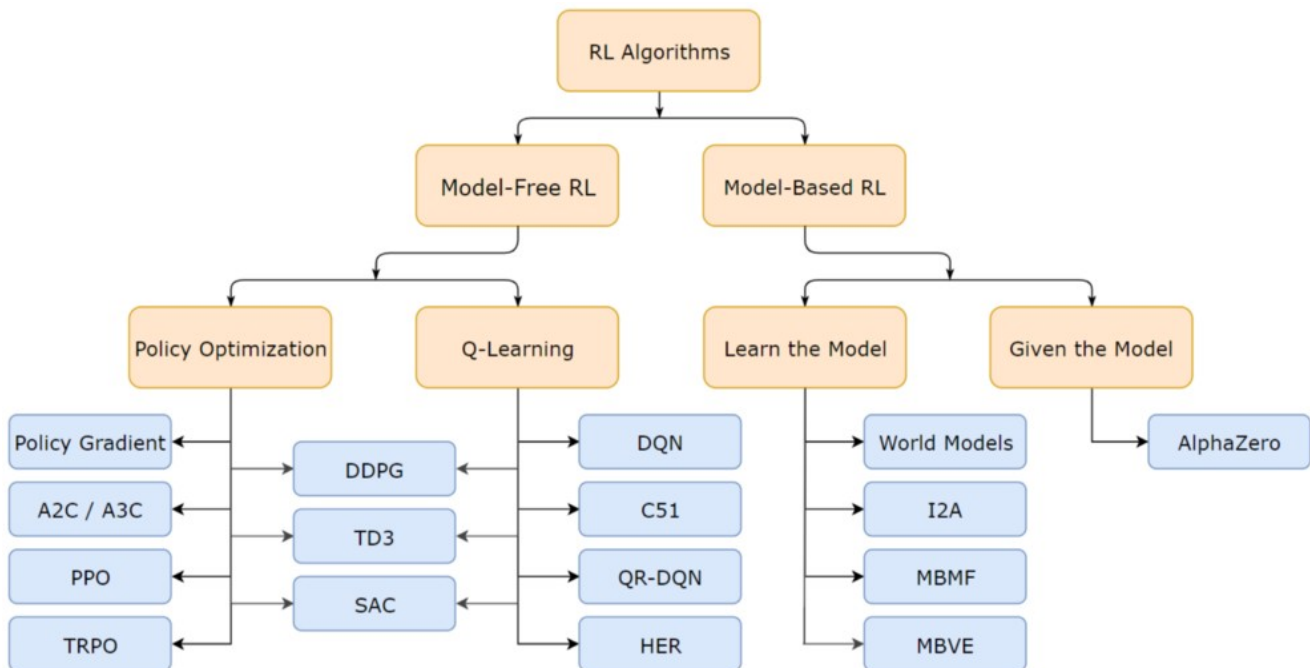 RL Algorithms
Model-Free RL
Model-Based RL
Policy Optimization
Q-Learning
Learn the Model
Given the Model
Policy Gradient
DDPG
DQN
World Models
AlphaZero
A2C / A3C
TD3
C51
I2A
PPO
SAC
QR-DQN
MBMF
TRPO
HER
MBVE